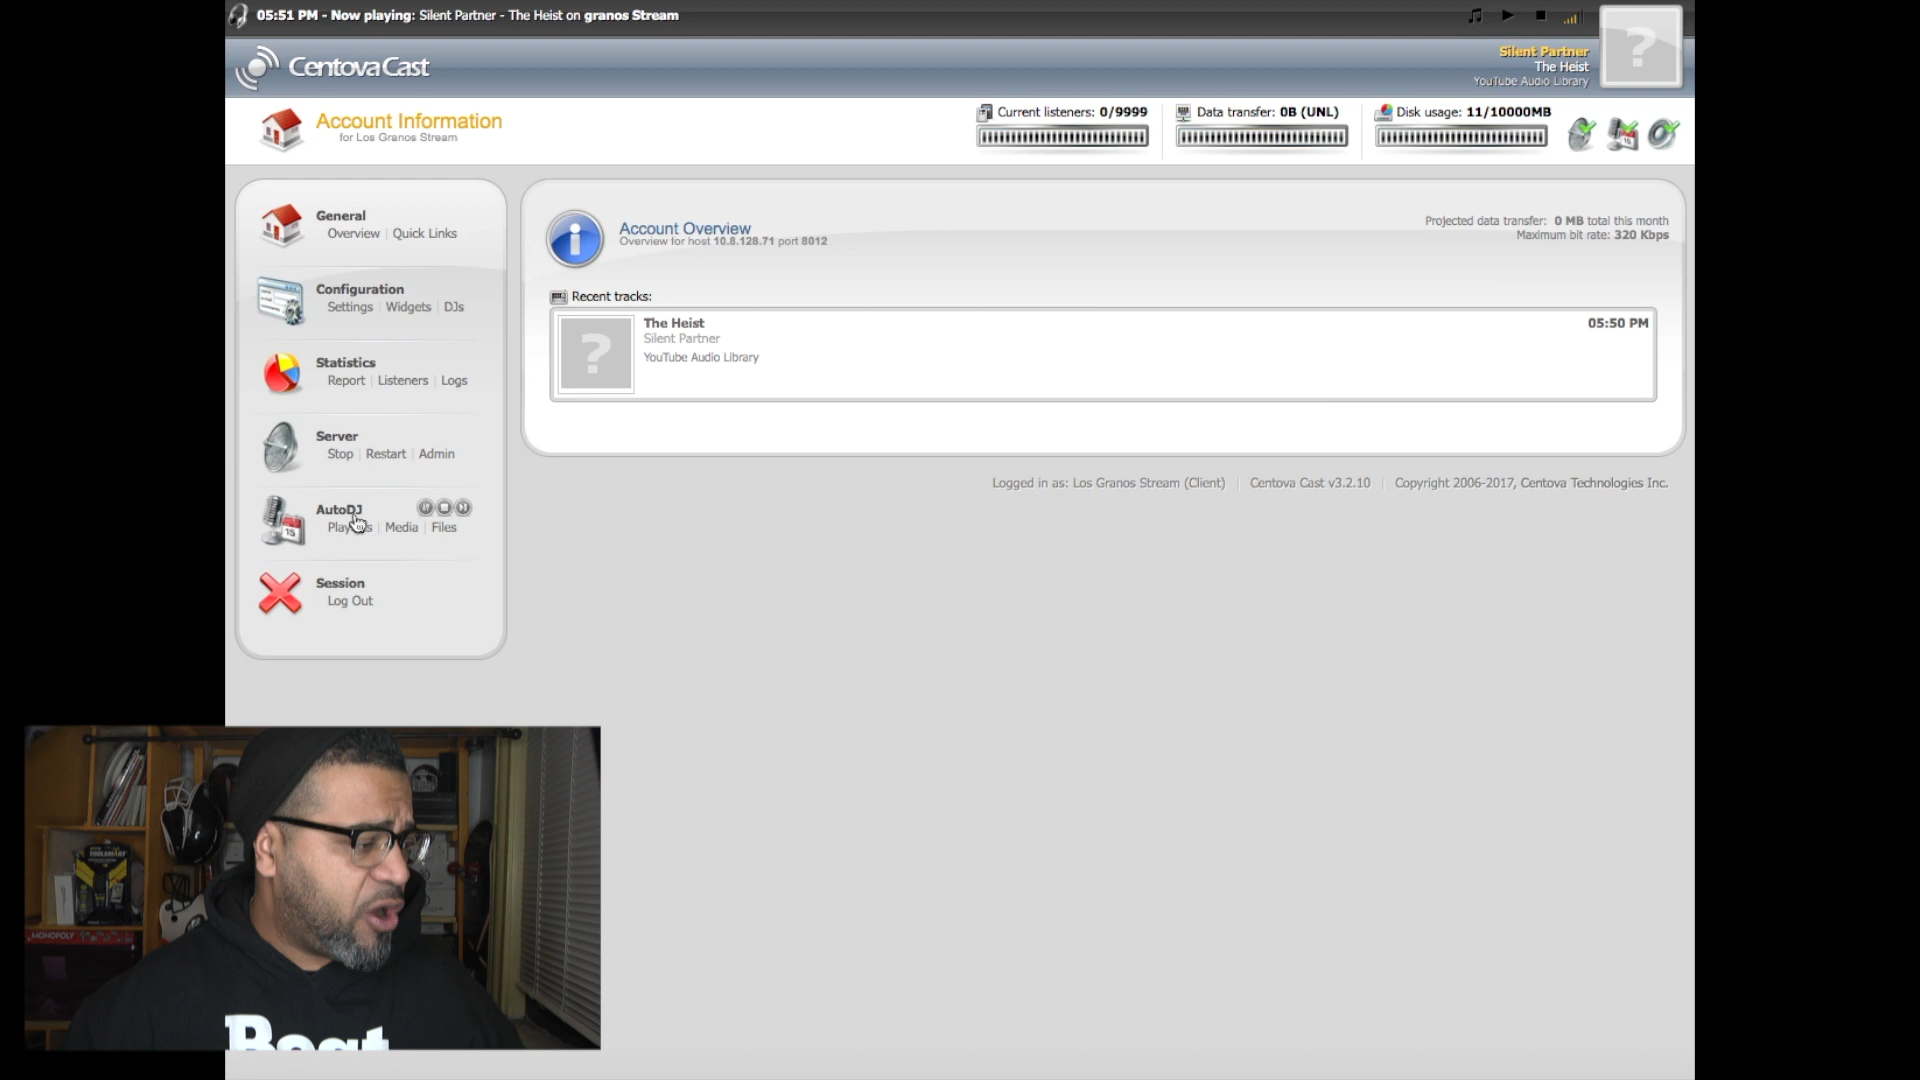 05:51 PM - Now playing: Silent Partner - The Heist on granos Stream
CentovaCast
Silent Partner
The Heist
YouTube Audio Library
Account Information
for Los Granos Stream
Current listeners: 0/9999
Data transfer: 0B (UNL)
Disk usage: 11/10000MB
General
Overview | Quick Links
Configuration
Settings | Widgets | DJs
Statistics
Report | Listeners | Logs
Server
Stop | Restart | Admin
AutoDJ
Media | Files
15
Session
Log Out
Account Overview
Overview for host 10.8.128.71 port 8012
Projected data transfer: 0 MB total this month
Maximum bit rate: 320 Kbps
Recent tracks:
The Heist
Silent Partner
YouTube Audio Library
05:50 PM
Logged in as: Los Granos Stream (Client) | Centova Cast v3.2.10 | Copyright 2006-2017, Centova Technologies Inc.
MONOPOLY